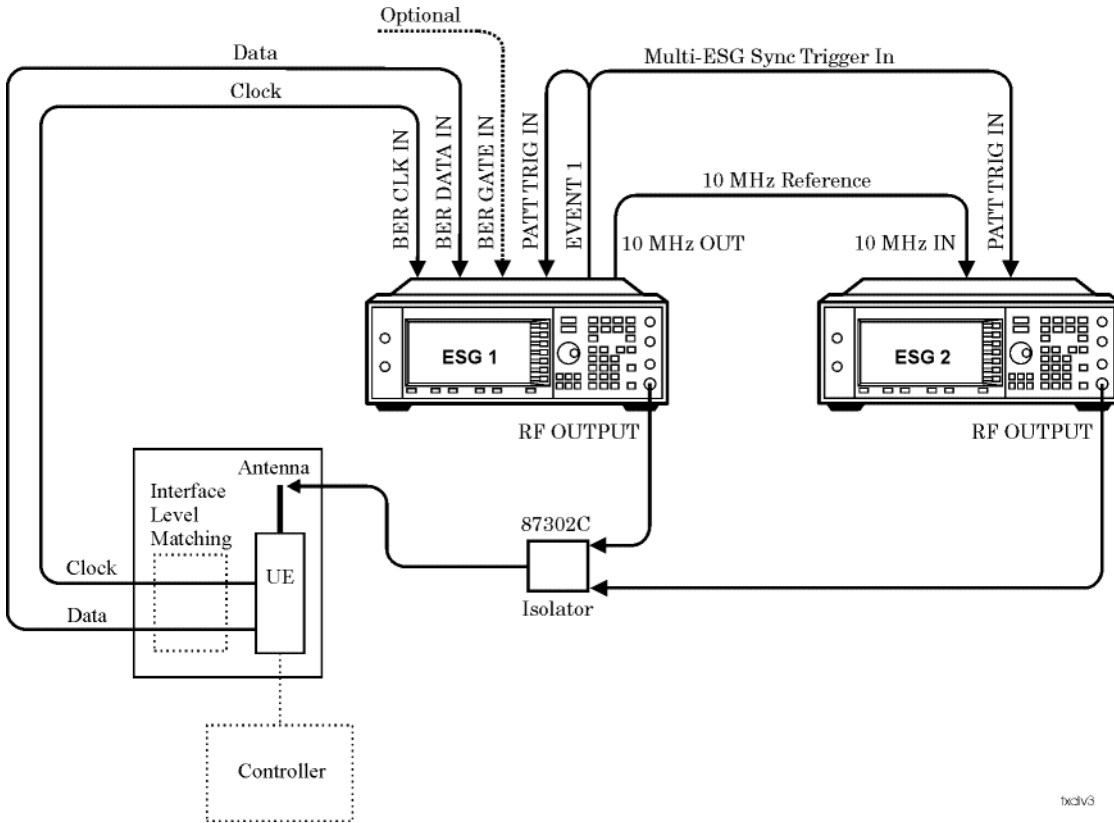 Optional
Data
Multi-ESG Sync Trigger In
Clock
BER CLK IN
BER DATA IN
BER GATE IN
PATT TRIG IN
EVENT 1
PATT TRIG IN
10 MHz Reference
10 MHz OUT
10 MHz IN
ESG 1
ESG 2
RF OUTPUT
RF OUTPUT
Antenna
Interface
Level
Matching
87302C
UE
Clock
Isolator
Data
Controller
txdiv3